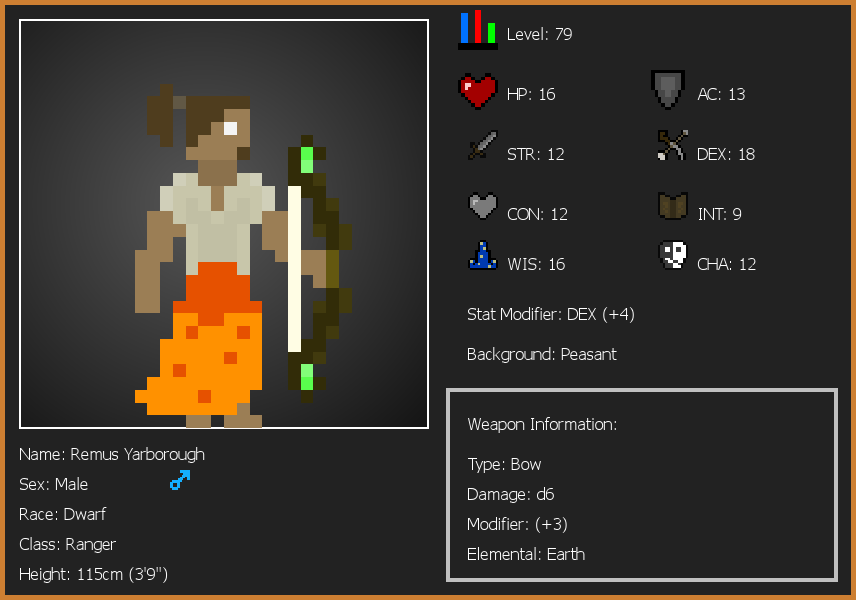 Level: 79
HP: 16
AC: 13
STR: 12
DEX: 18
CON: 12
INT: 9
WIS: 16
CHA: 12
Stat Modifier: DEX (+4)
Background: Peasant
Weapon Information:
Type: Bow
Damage: d6
Modifier: (+3)
Elemental: Earth
Name: Remus Yarborough
Sex: Male
Race: Dwarf
Class: Ranger
Height: 115cm (3'9")